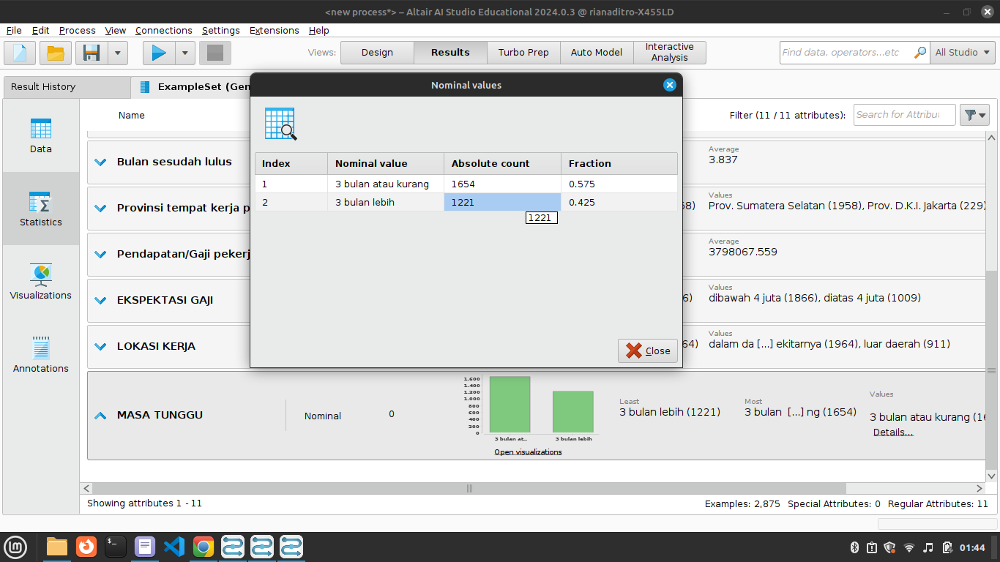 <new process*> – Altair AI Studio Educational 2024.0.3 @ rianaditro-X455LD
File Edit Process View Connections Settings Extensions Help
Views: Design Results Turbo Prep Auto Model Interactive Analysis
Find data, operators...etc All Studio
Result History ExampleSet (Gen
Nominal values
Data
Statistics
Visualizations
Annotations
Name Filter (11 / 11 attributes): Search for Attribut
Index Nominal value Absolute count Fraction
1 3 bulan atau kurang 1654 0.575
2 3 bulan lebih 1221 0.425
1221
Close
Bulan sesudah lulus Average
3.837
Provinsi tempat kerja p 8) Values
Prov. Sumatera Selatan (1958), Prov. D.K.I. Jakarta (229)
Pendapatan/Gaji pekerj Average
3798067.559
EKSPEKTASI GAJI 6) Values
dibawah 4 juta (1866), diatas 4 juta (1009)
LOKASI KERJA 64) Values
dalam da [...] ekitarnya (1964), luar daerah (911)
MASA TUNGGU Nominal 0
1.600
1.400
1.200
1.000
800
600
400
200
0
3 bulan at... 3 bulan lebih
Open visualizations
Least
3 bulan lebih (1221)
Most
3 bulan [...] ng (1654)
Values
3 bulan atau kurang (16
Details...
Showing attributes 1 - 11 Examples: 2,875 Special Attributes: 0 Regular Attributes: 11
01:44